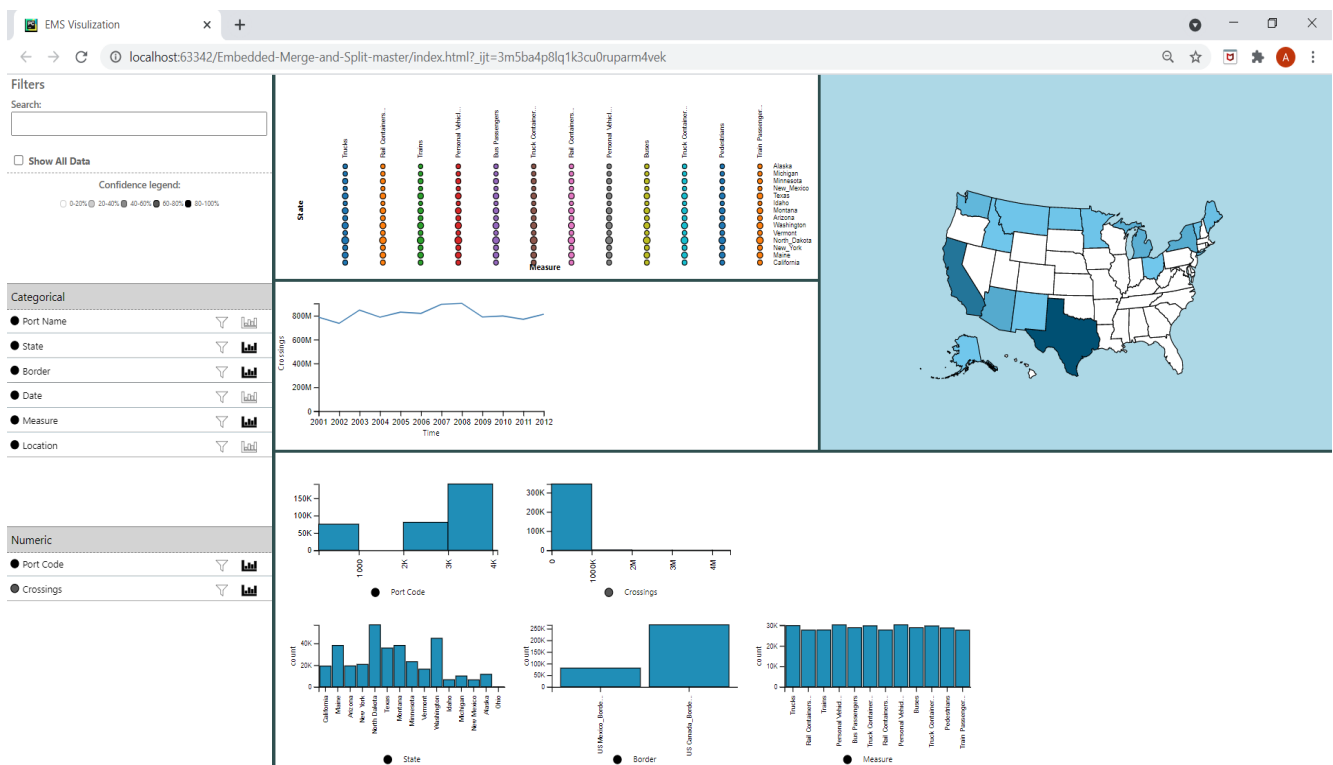 EMS Visulization
localhost:63342/Embedded-Merge-and-Split-master/index.html?_ijt=3m5ba4p8lq1k3cu0ruparm4vek
A
Filters
Search:
Show All Data
Confidence legend:
0-20% 20-40% 40-60% 60-80% 80-100%
Categorical
Port Name
State
Border
Date
Measure
Location
Numeric
Port Code
Crossings
Trucks
Rail Containers...
Trains
Personal Vehicl...
Bus Passengers
Truck Container...
Rail Containers...
Personal Vehicl...
Buses
Truck Container...
Pedestrians
Train Passenger...
State
Alaska
Michigan
Minnesota
New_Mexico
Texas
Idaho
Montana
Arizona
Washington
Vermont
North_Dakota
New_York
Maine
California
Measure
Crossings
800M
600M
400M
200M
0
2001 2002 2003 2004 2005 2006 2007 2008 2009 2010 2011 2012
Time
150K
100K
50K
0
1000
2K
3K
4K
Port Code
300K
200K
100K
0
0
1000K
2M
3M
4M
Crossings
count
40K
20K
0
California
Maine
Arizona
New York
North Dakota
Texas
Montana
Minnesota
Vermont
Washington
Idaho
Michigan
New Mexico
Alaska
Ohio
State
count
250K
200K
150K
100K
50K
0
US Mexico_Borde...
US Canada_Borde...
Border
count
30K
20K
10K
0
Trucks
Rail Containers...
Trains
Personal Vehicl...
Bus Passengers
Truck Container...
Rail Containers...
Personal Vehicl...
Buses
Truck Container...
Pedestrians
Train Passenger...
Measure